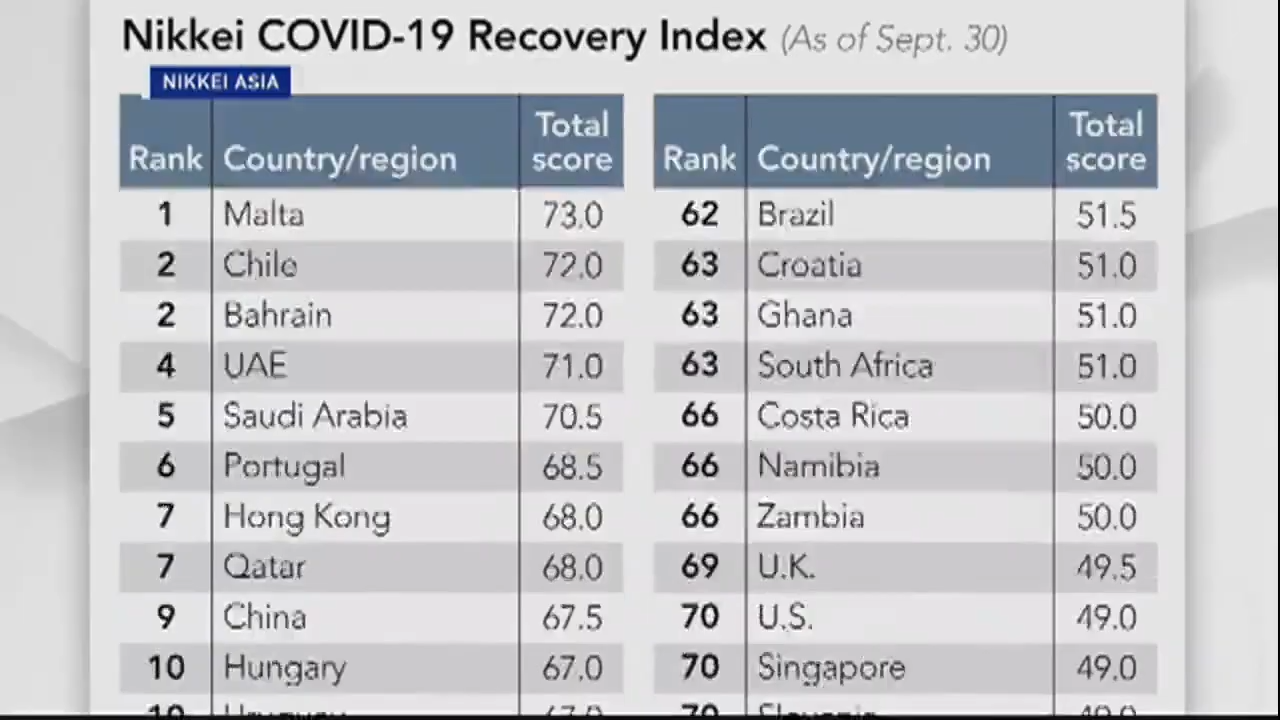 Nikkei COVID-19 Recovery Index (As of Sept. 30)
NIKKEI ASIA
Rank Country/region Total score
1 Malta 73.0
2 Chile 72.0
2 Bahrain 72.0
4 UAE 71.0
5 Saudi Arabia 70.5
6 Portugal 68.5
7 Hong Kong 68.0
7 Qatar 68.0
9 China 67.5
10 Hungary 67.0
Rank Country/region Total score
62 Brazil 51.5
63 Croatia 51.0
63 Ghana 51.0
63 South Africa 51.0
66 Costa Rica 50.0
66 Namibia 50.0
66 Zambia 50.0
69 U.K. 49.5
70 U.S. 49.0
70 Singapore 49.0